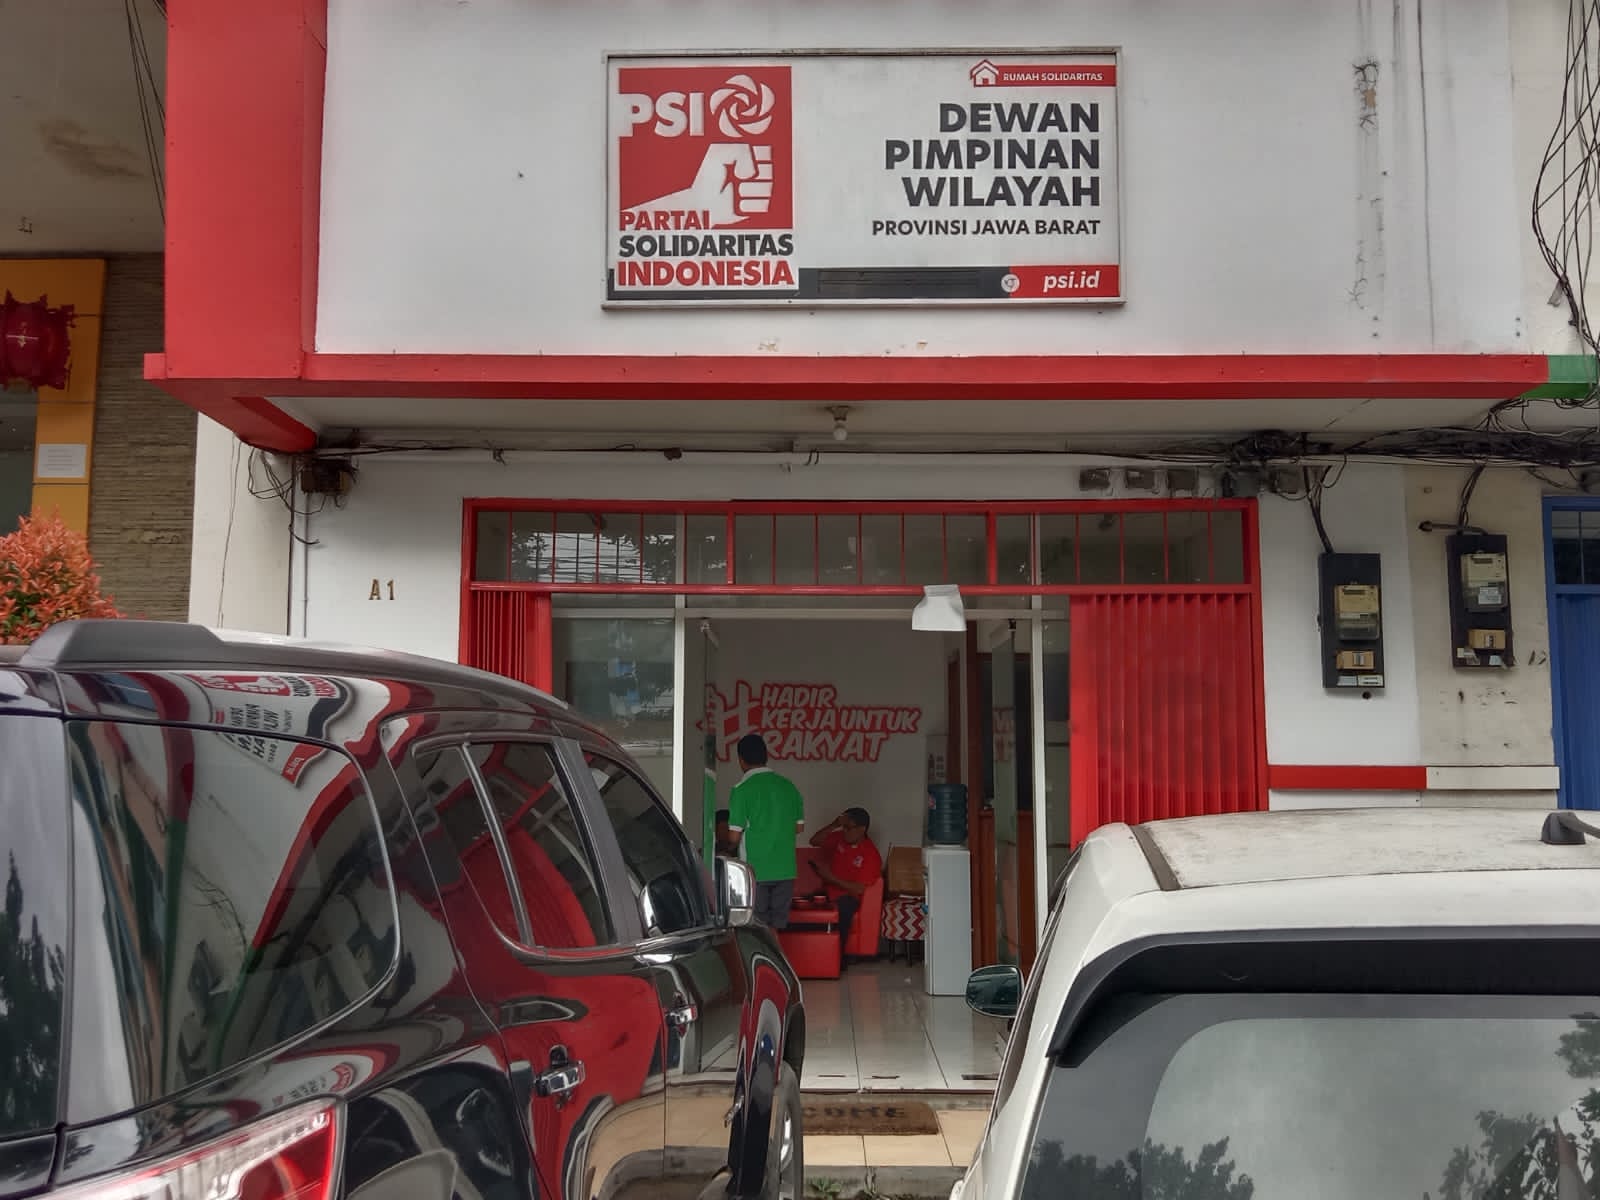 PSI
PARTAI
SOLIDARITAS
INDONESIA
RUMAH SOLIDARITAS
DEWAN
PIMPINAN
WILAYAH
PROVINSI JAWA BARAT
psi.id
A1
#HADIR
KERJA UNTUK
RAKYAT